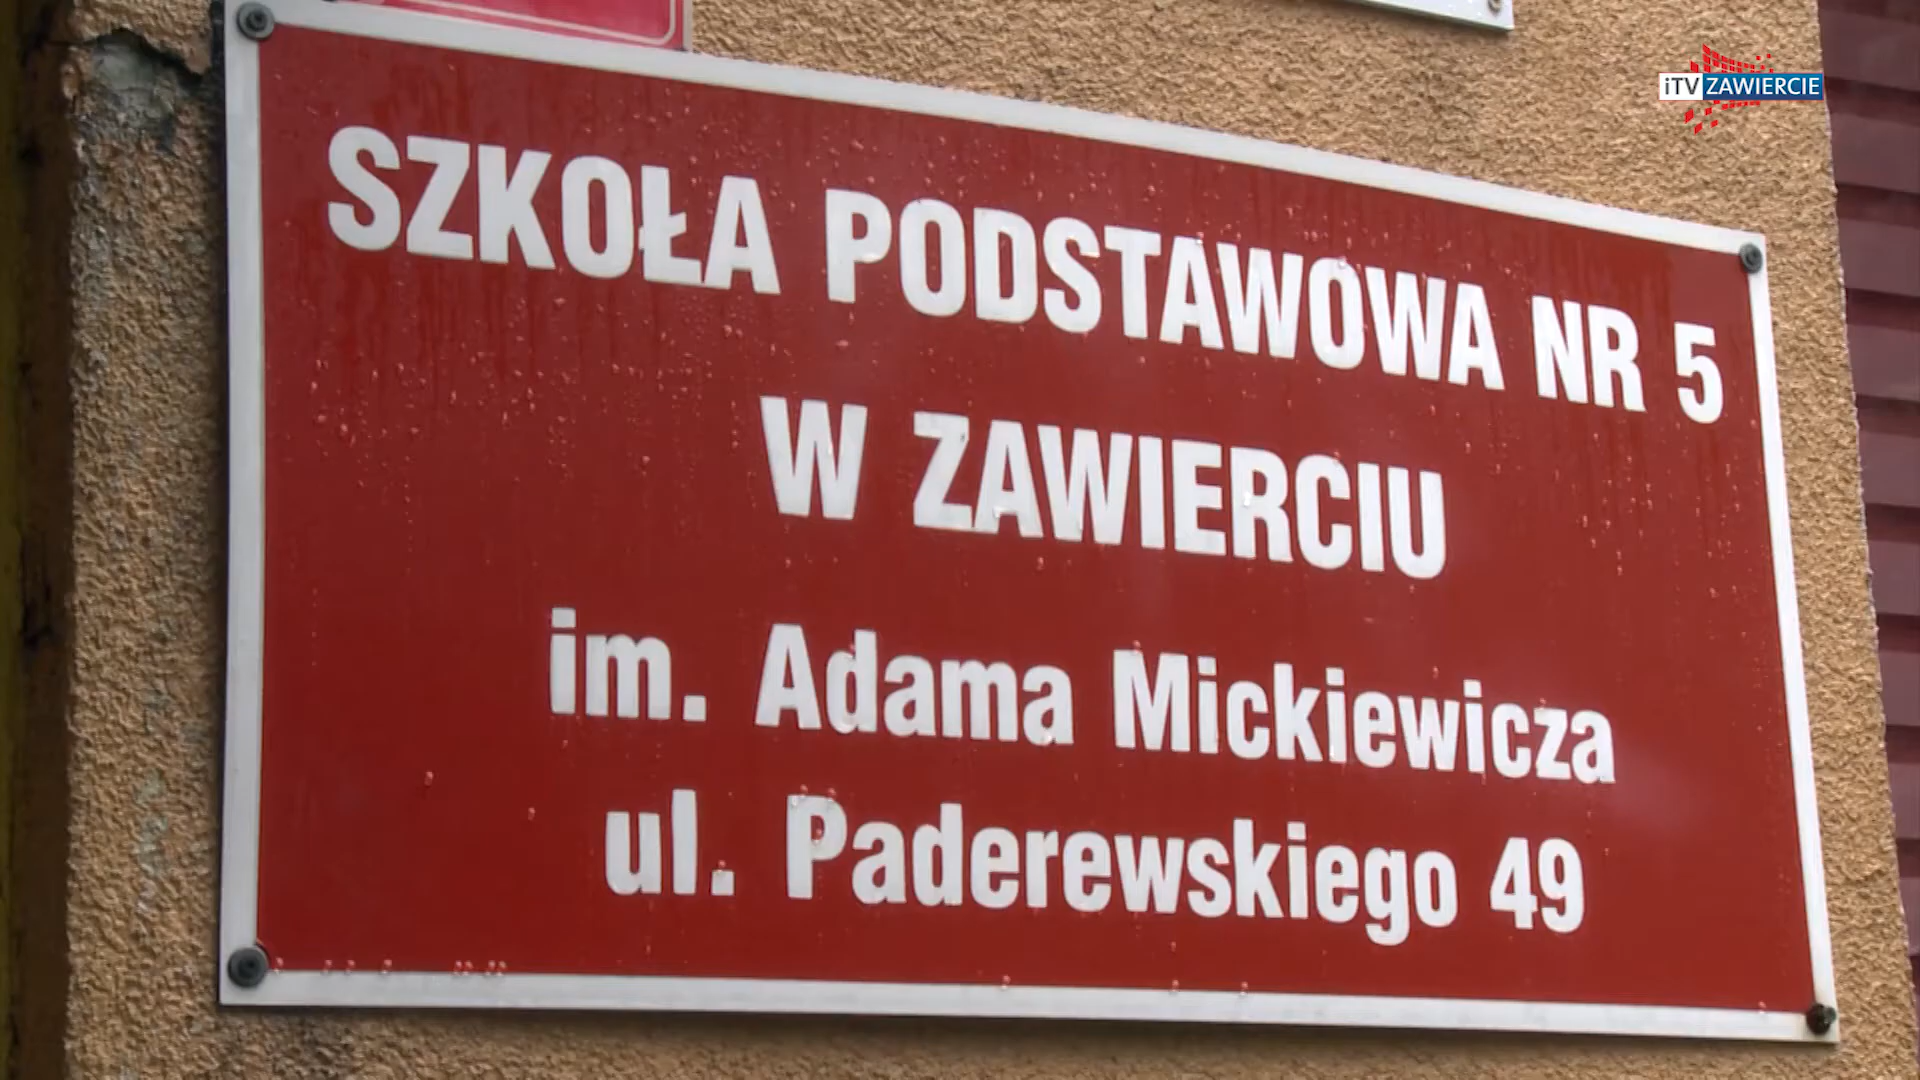 iTV ZAWIERCIE
SZKOŁA PODSTAWOWA NR 5
W ZAWIERCIU
im. Adama Mickiewicza
ul. Paderewskiego 49